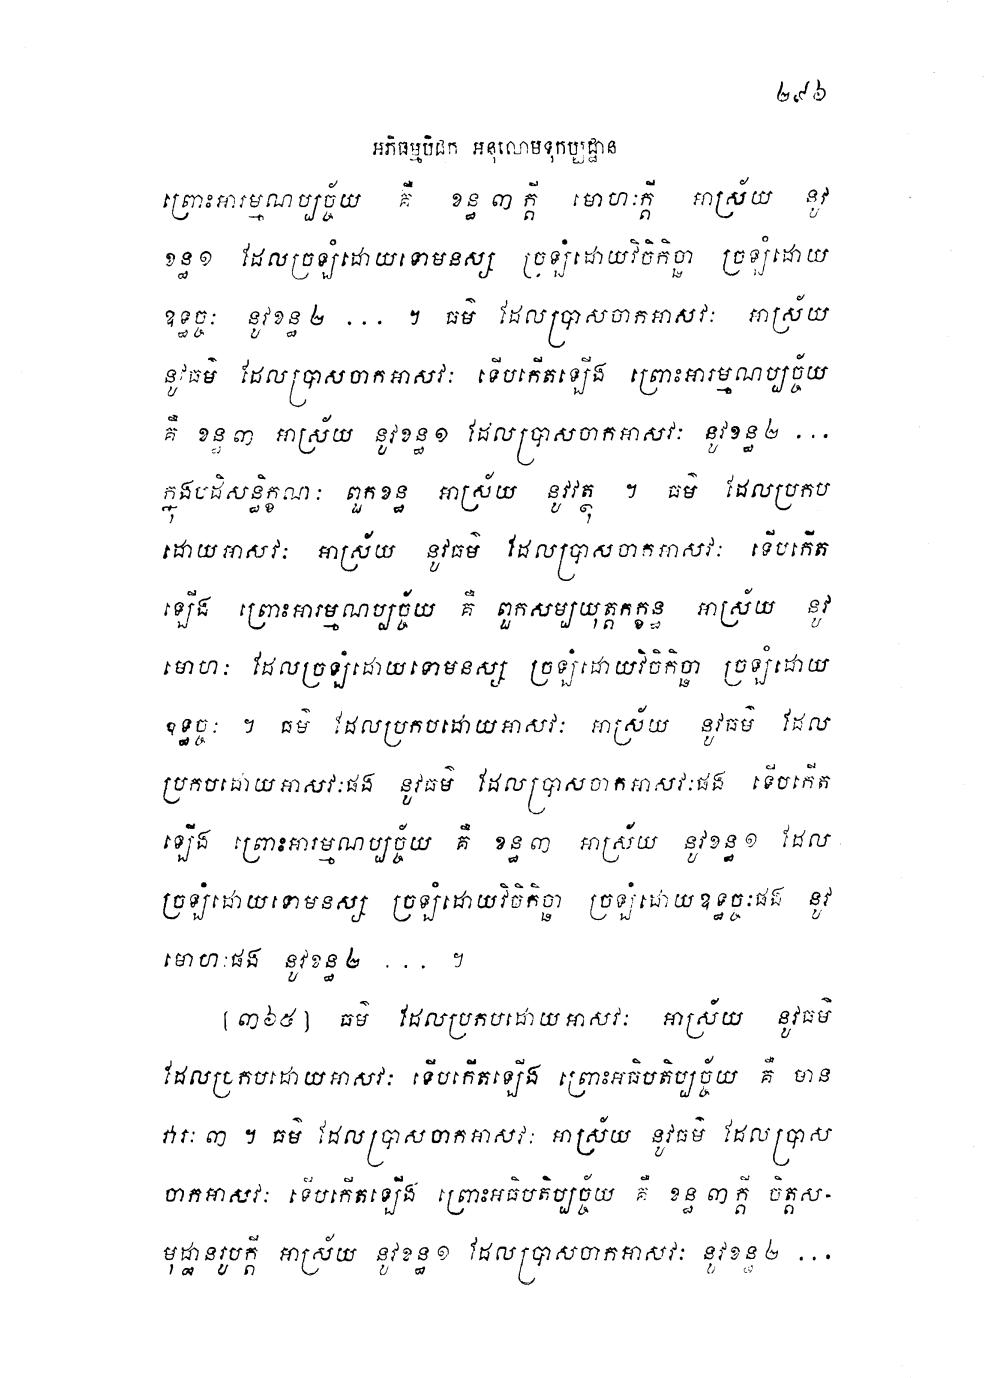 ២៩៦
អភិធម្មបិដក អនុលោមទុកប្បដ្ឋាន
ព្រោះអារម្មណប្បច្ច័យ គឺ ខន្ធ ៣ ក្តី មោហៈក្តី អាស្រ័យ នូវ
ខន្ធ ១ ដែលច្រឡំដោយទោមនស្ស ច្រឡំដោយវិចិកិច្ឆា ច្រឡំដោយ
ឧទ្ធច្ចៈ នូវខន្ធ ២ ... ។ ធម៌ ដែលប្រាសចាកអាសវៈ អាស្រ័យ
នូវធម៌ ដែលប្រាសចាកអាសវៈ ទើបកើតឡើង ព្រោះអារម្មណប្បច្ច័យ
គឺ ខន្ធ ៣ អាស្រ័យ នូវខន្ធ ១ ដែលប្រាសចាកអាសវៈ នូវខន្ធ ២ ...
ក្នុងបដិសន្ធិក្ខណៈ ពួកខន្ធ អាស្រ័យ នូវវត្ថុ ។ ធម៌ ដែលប្រកប
ដោយអាសវៈ អាស្រ័យ នូវធម៌ ដែលប្រាសចាកអាសវៈ ទើបកើត
ឡើង ព្រោះអារម្មណប្បច្ច័យ គឺ ពួកសម្បយុត្តកក្ខន្ធ អាស្រ័យ នូវ
មោហៈ ដែលច្រឡំដោយទោមនស្ស ច្រឡំដោយវិចិកិច្ឆា ច្រឡំដោយ
ឧទ្ធច្ចៈ ។ ធម៌ ដែលប្រកបដោយអាសវៈ អាស្រ័យ នូវធម៌ ដែល
ប្រកបដោយអាសវៈផង នូវធម៌ ដែលប្រាសចាកអាសវៈផង ទើបកើត
ឡើង ព្រោះអារម្មណប្បច្ច័យ គឺ ខន្ធ ៣ អាស្រ័យ នូវខន្ធ ១ ដែល
ច្រឡំដោយទោមនស្ស ច្រឡំដោយវិចិកិច្ឆា ច្រឡំដោយឧទ្ធច្ចៈផង នូវ
មោហៈផង នូវខន្ធ ២ ... ។
[៣៦៥] ធម៌ ដែលប្រកបដោយអាសវៈ អាស្រ័យ នូវធម៌
ដែលប្រកបដោយអាសវៈ ទើបកើតឡើង ព្រោះអធិបតិប្បច្ច័យ គឺ មាន
វារៈ ៣ ។ ធម៌ ដែលប្រាសចាកអាសវៈ អាស្រ័យ នូវធម៌ ដែលប្រាស
ចាកអាសវៈ ទើបកើតឡើង ព្រោះអធិបតិប្បច្ច័យ គឺ ខន្ធ ៣ ក្តី ចិត្តស-
មុដ្ឋានរូបក្តី អាស្រ័យ នូវខន្ធ ១ ដែលប្រាសចាកអាសវៈ នូវខន្ធ ២ ...